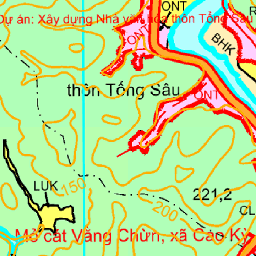 ONT
Dự án: Xây dựng Nhà văn hóa thôn Tổng Sâu
ONT
BHK
thôn Tổng Sâu
ONT
LUK
150
221,2
200
CL
Mỏ cát Văng Chừn, xã Cao Kỳ